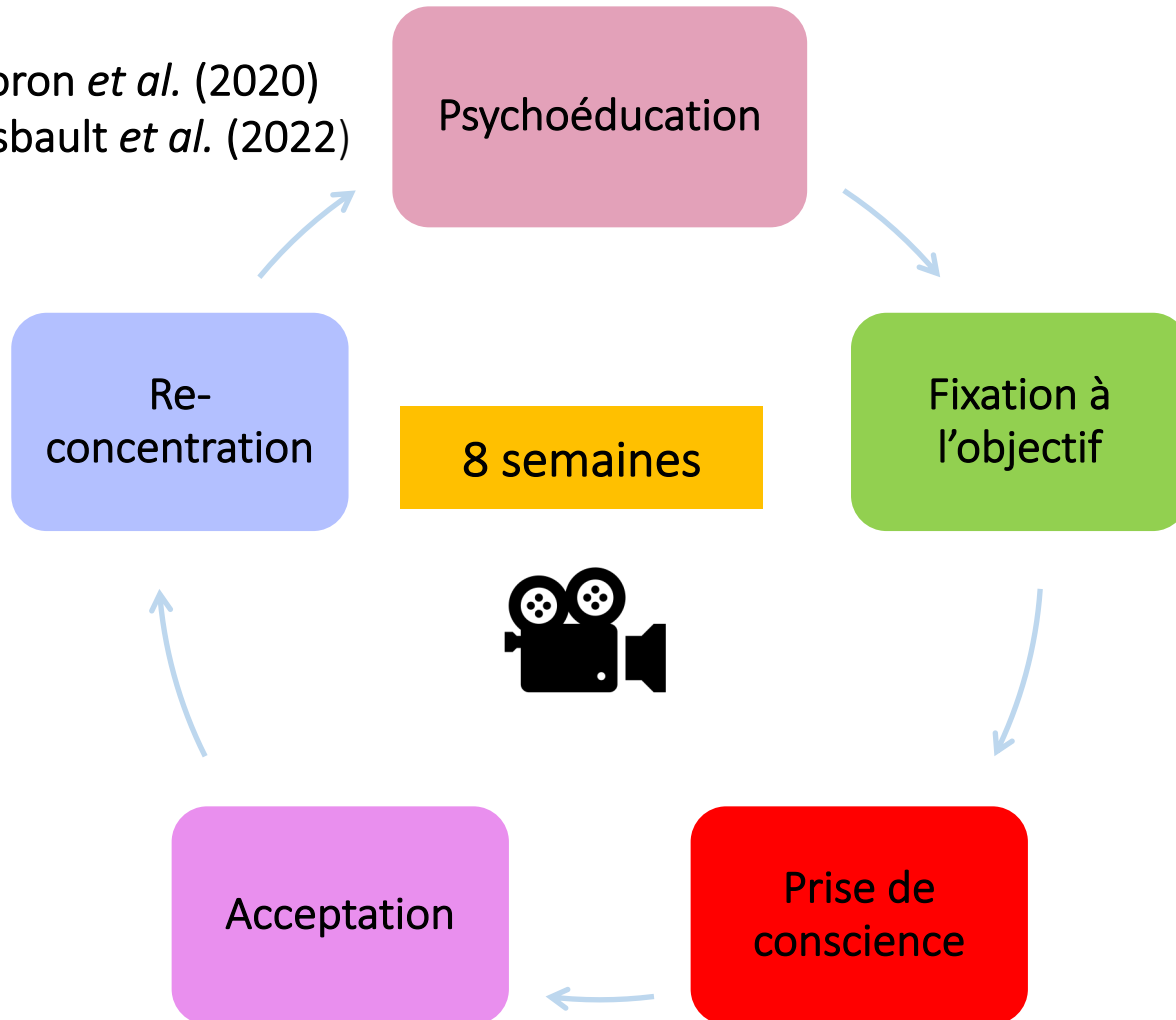 et al. (2020)
et al. (2022)
Psychoéducation
Re-
concentration
8 semaines
Fixation à
l’objectif
Acceptation
Prise de
conscience